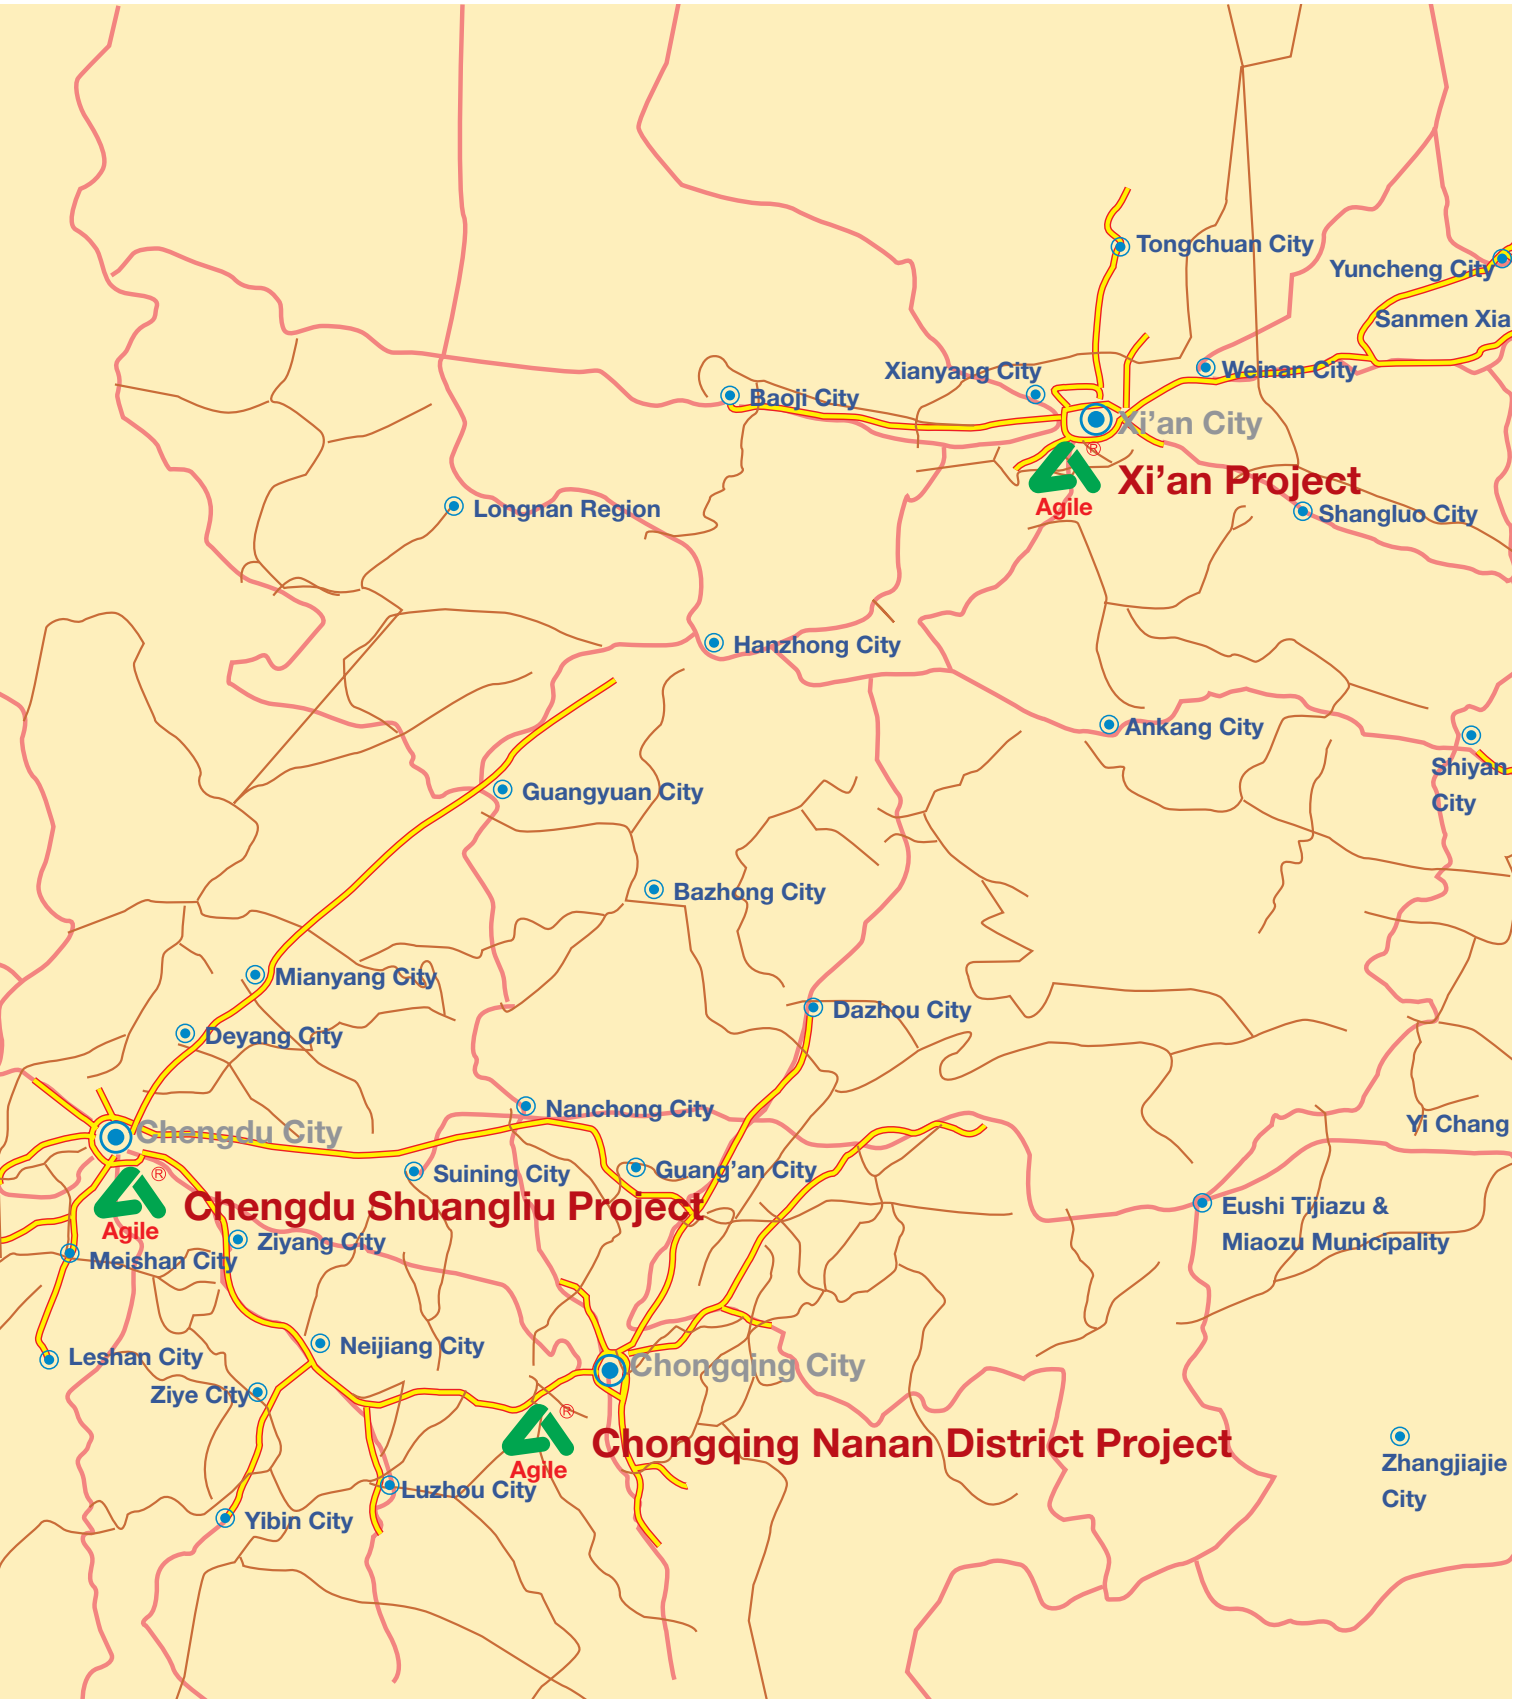 Tongchuan City
Yuncheng City
Sanmen Xia
Xianyang City
Weinan City
Baoji City
Xi’an City
®
Xi’an Project
Agile
Longnan Region
Shangluo City
Hanzhong City
Ankang City
Shiyan
City
Guangyuan City
Bazhong City
Mianyang City
Dazhou City
Deyang City
Nanchong City
Yi Chang
Chengdu City
Suining City
Guang’an City
®
Chengdu Shuangliu Project
Agile
Eushi Tijiazu &
Miaozu Municipality
Ziyang City
Meishan City
Neijiang City
Leshan City
Chongqing City
Ziye City
®
Chongqing Nanan District Project
Agile
Zhangjiajie
City
Luzhou City
Yibin City